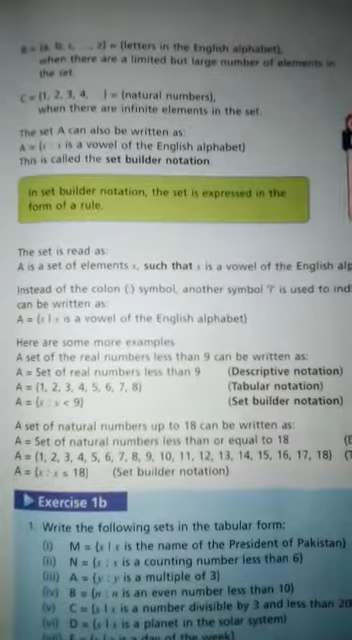 B = {a, b, c, ..., z} = {letters in the English alphabet},
when there are a limited but large number of elements in
the set.
C = {1, 2, 3, 4, } = {natural numbers},
when there are infinite elements in the set.
The set A can also be written as:
A = {x : x is a vowel of the English alphabet}
This is called the set builder notation.
In set builder notation, the set is expressed in the
form of a rule.
The set is read as:
A is a set of elements x, such that x is a vowel of the English alp
Instead of the colon (:) symbol, another symbol '|' is used to ind
can be written as:
A = {x | x is a vowel of the English alphabet}
Here are some more examples
A set of the real numbers less than 9 can be written as:
A = Set of real numbers less than 9 (Descriptive notation)
A = {1, 2, 3, 4, 5, 6, 7, 8} (Tabular notation)
A = {x : x < 9} (Set builder notation)
A set of natural numbers up to 18 can be written as:
A = Set of natural numbers less than or equal to 18
A = {1, 2, 3, 4, 5, 6, 7, 8, 9, 10, 11, 12, 13, 14, 15, 16, 17, 18}
A = {x : x ≤ 18} (Set builder notation)
Exercise 1b
1. Write the following sets in the tabular form:
(i) M = {x | x is the name of the President of Pakistan}
(ii) N = {x : x is a counting number less than 6}
(iii) A = {y : y is a multiple of 3}
(iv) B = {n : n is an even number less than 10}
(v) C = {s | s is a number divisible by 3 and less than 20
(vi) D = {s | s is a planet in the solar system}
is a day of the week}